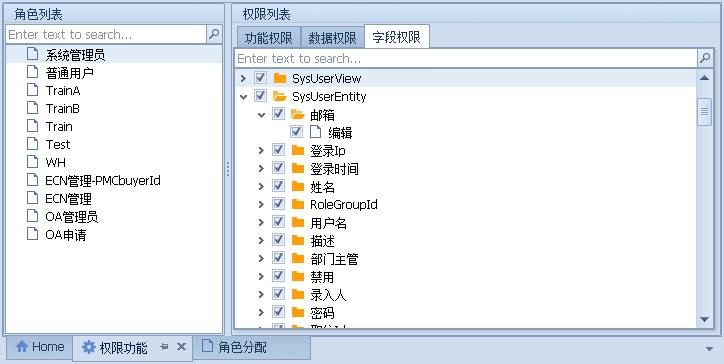 角色列表
Enter text to search...
系统管理员
普通用户
TrainA
TrainB
Train
Test
WH
ECN管理-PMCbuyerId
ECN管理
OA管理员
OA申请
权限列表
功能权限 数据权限 字段权限
Enter text to search...
SysUserView
SysUserEntity
邮箱
编辑
登录Ip
登录时间
姓名
RoleGroupId
用户名
描述
部门主管
禁用
录入人
密码
Home 权限功能 角色分配